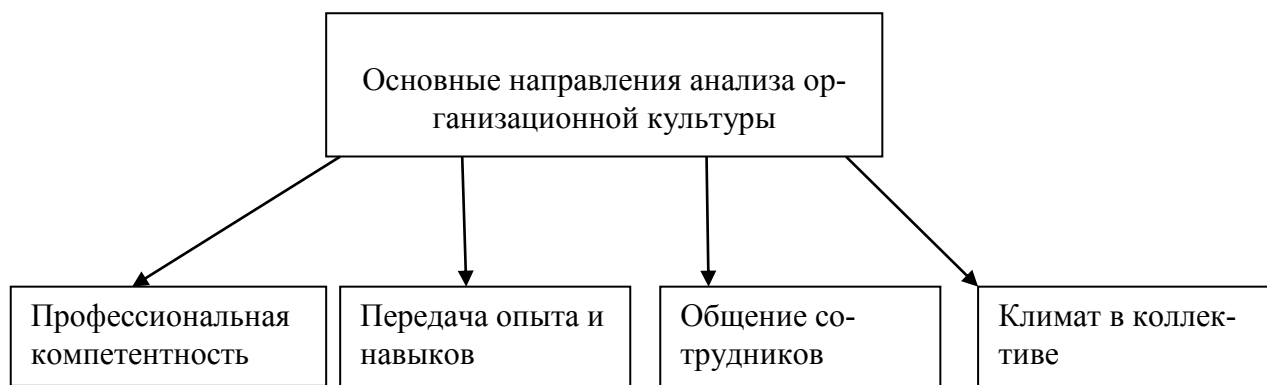 Основные направления анализа ор-
ганизационной культуры
Профессиональная
компетентность
Передача опыта и
навыков
Общение со-
трудников
Климат в коллек-
тиве